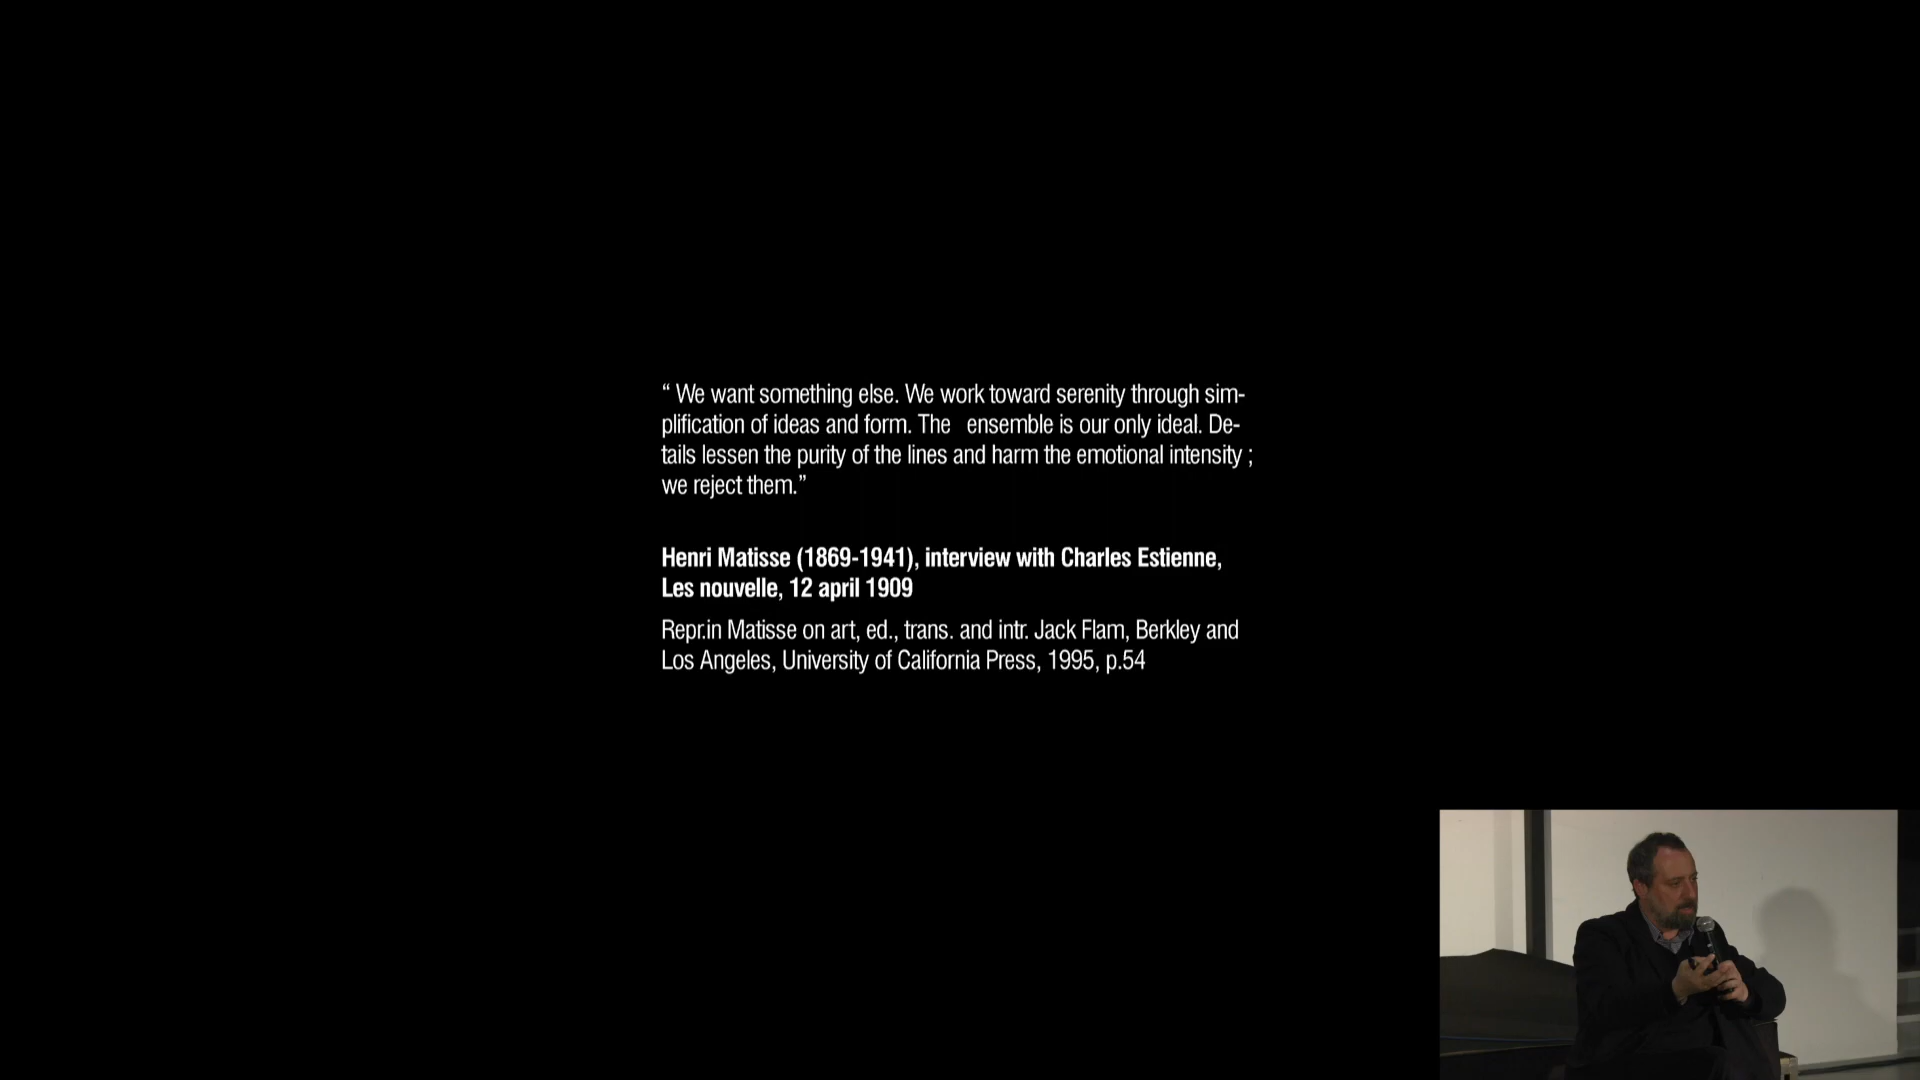 “ We want something else. We work toward serenity through sim-
plification of ideas and form. The   ensemble is our only ideal. De-
tails lessen the purity of the lines and harm the emotional intensity ;
we reject them.”
Henri Matisse (1869-1941), interview with Charles Estienne,
Les nouvelle, 12 april 1909
Repr.in Matisse on art, ed., trans. and intr. Jack Flam, Berkley and
Los Angeles, University of California Press, 1995, p.54